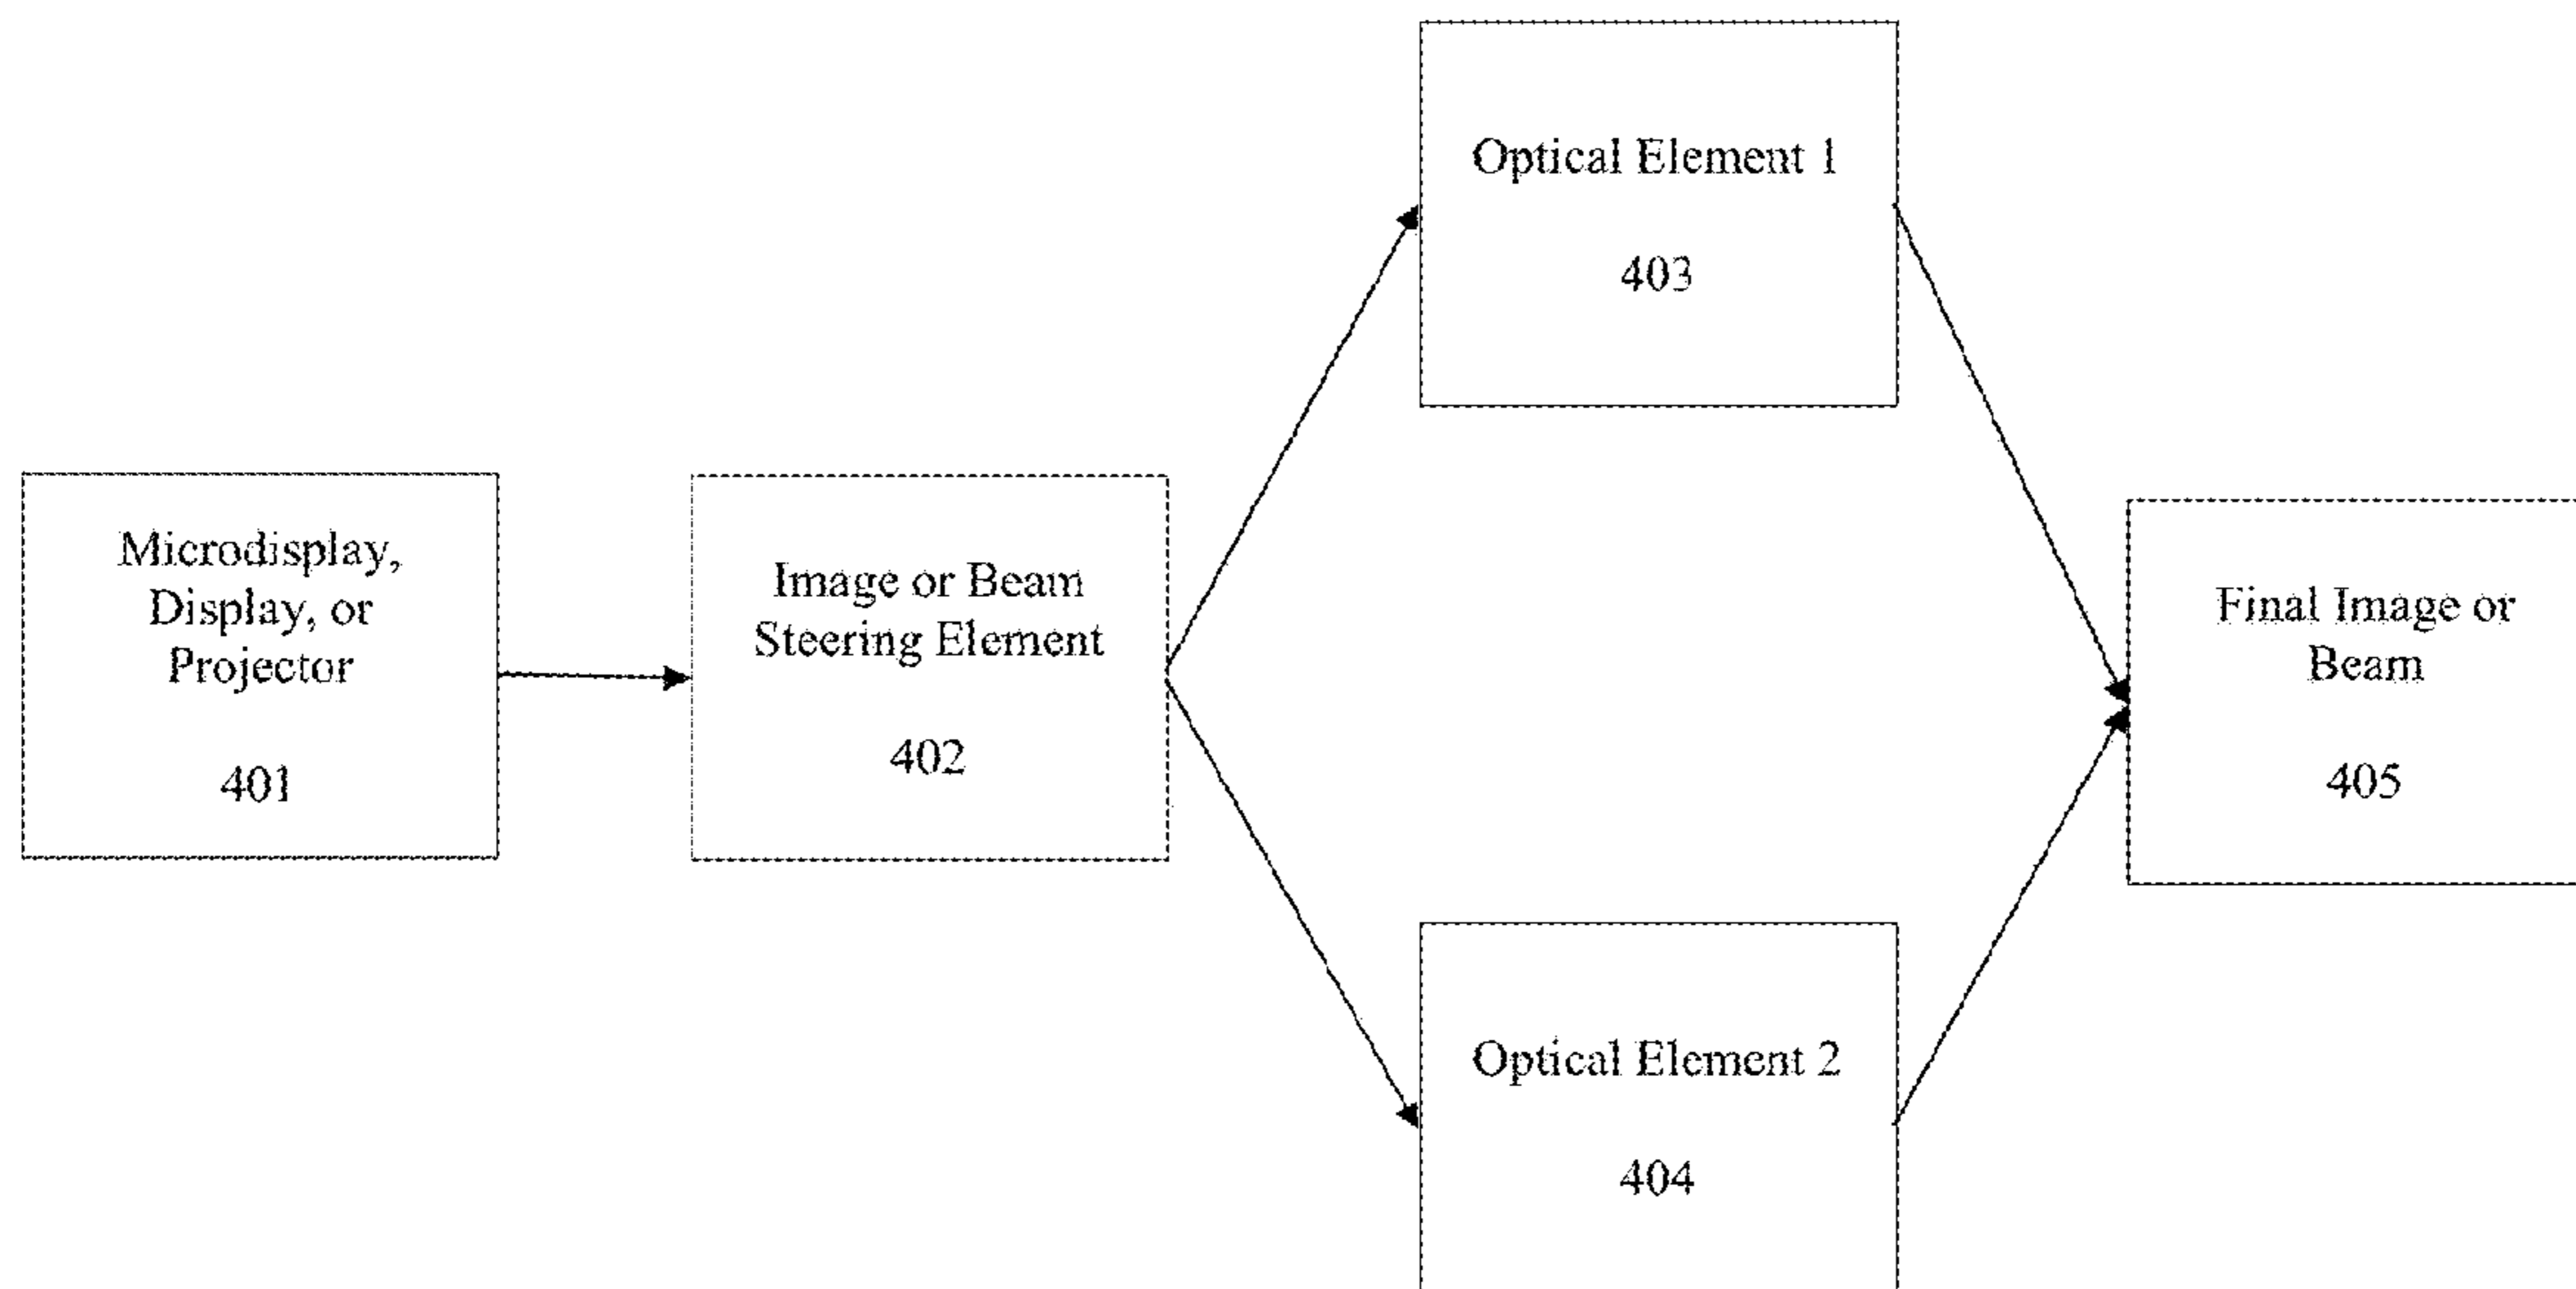 Microdisplay,
Display, or
Projector
401
Image or Beam
Steering Element
402
Optical Element 1
403
Optical Element 2
404
Final Image or
Beam
405